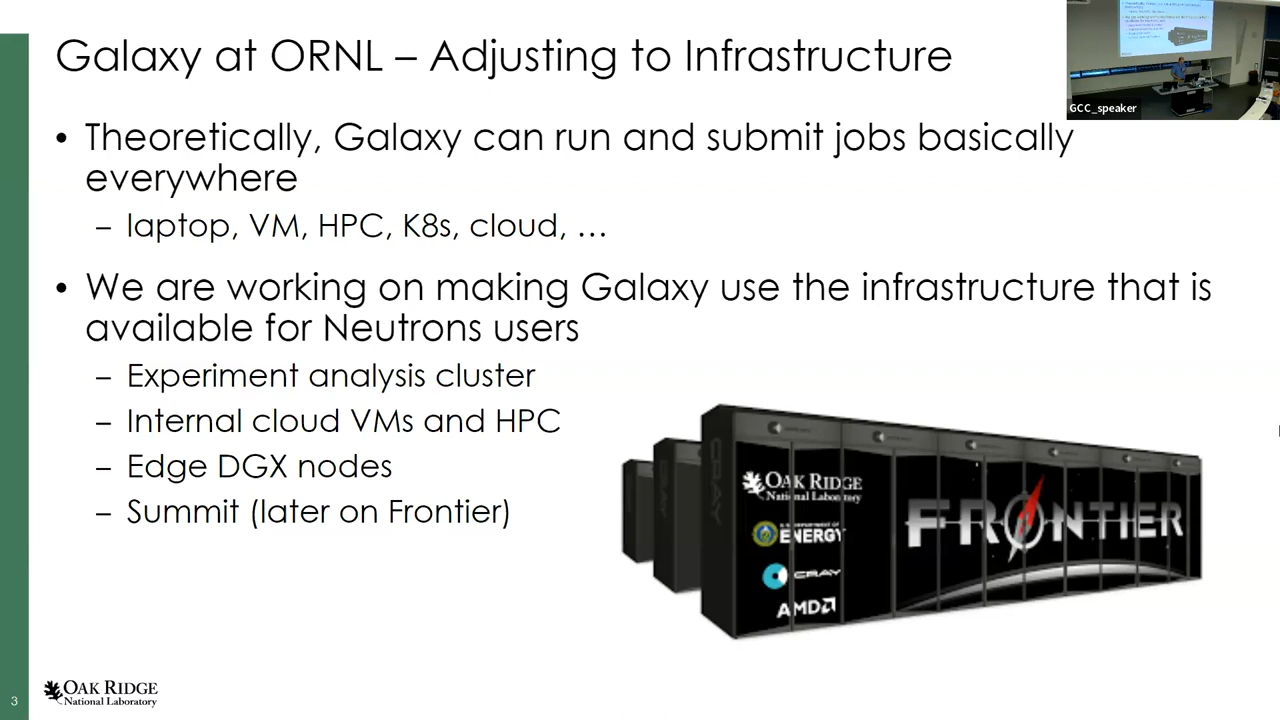 Galaxy at ORNL – Adjusting to Infrastructure
GCC_speaker
• Theoretically, Galaxy can run and submit jobs basically
everywhere
– laptop, VM, HPC, K8s, cloud, …
• We are working on making Galaxy use the infrastructure that is
available for Neutrons users
– Experiment analysis cluster
– Internal cloud VMs and HPC
– Edge DGX nodes
– Summit (later on Frontier)
OAK RIDGE
National Laboratory
ENERGY
CRAY
AMD
FRONTIER
CRAY
3
OAK RIDGE
National Laboratory